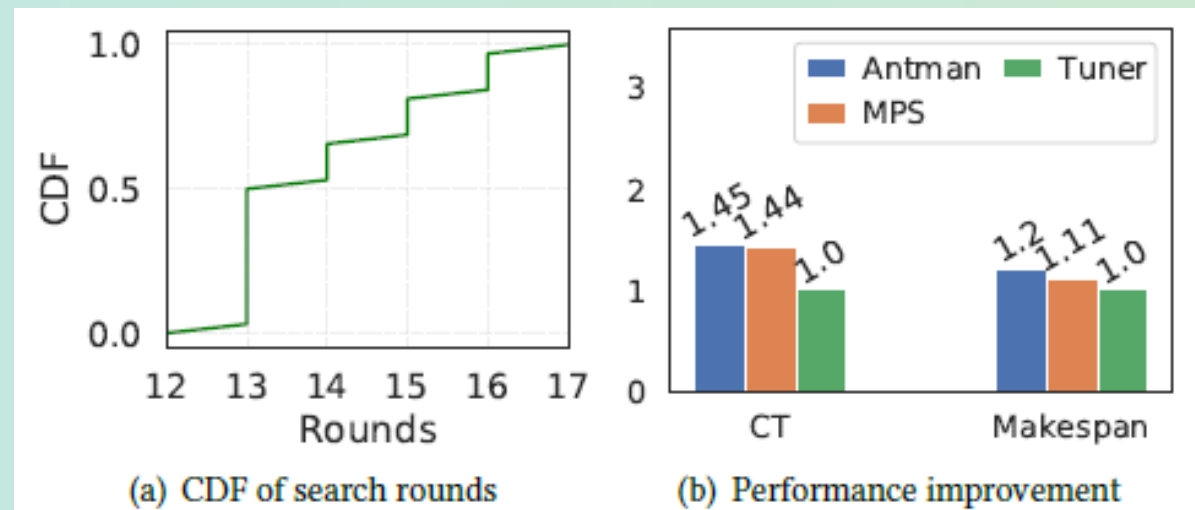 1.0
0.5
0.0
CDF
12 13 14 15 16 17
Rounds
(a) CDF of search rounds
Antman Tuner
MPS
3
2
1
0
1.45 1.44 1.0
1.2 1.11 1.0
CT Makespan
(b) Performance improvement